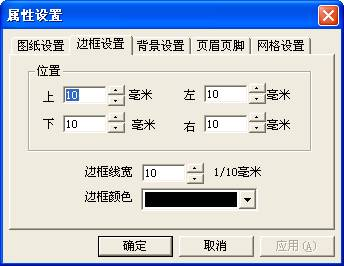 属性设置
图纸设置 边框设置 背景设置 页眉页脚 网格设置
位置
上 10 毫米 左 10 毫米
下 10 毫米 右 10 毫米
边框线宽 10 1/10毫米
边框颜色
确定 取消 应用(A)